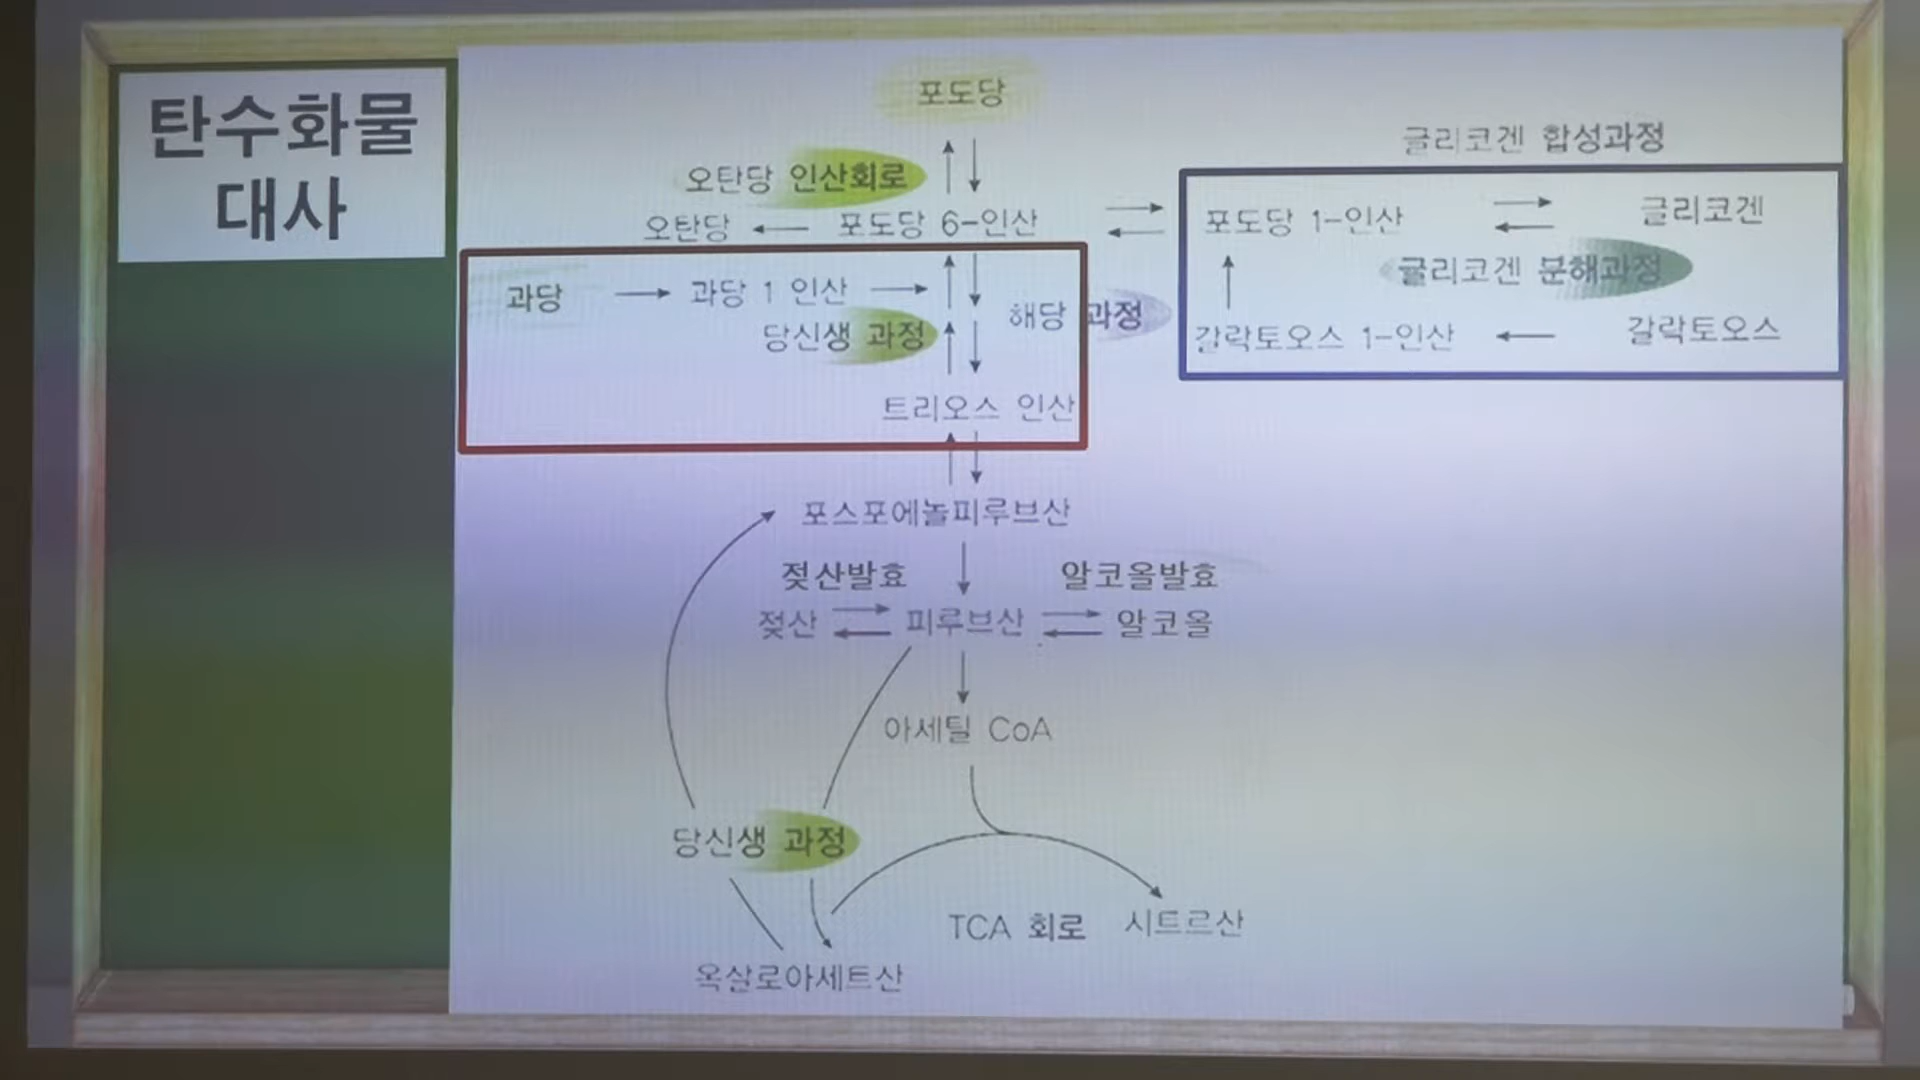 탄수화물
대사
포도당
글리코겐 합성과정
오탄당 인산회로
오탄당
포도당 6-인산
포도당 1-인산
글리코겐
글리코겐 분해과정
과당
과당 1 인산
해당 과정
당신생 과정
갈락토오스 1-인산
갈락토오스
트리오스 인산
포스포에놀피루브산
젖산발효
알코올발효
젖산
피루브산
알코올
아세틸 CoA
당신생 과정
TCA 회로
시트르산
옥살로아세트산